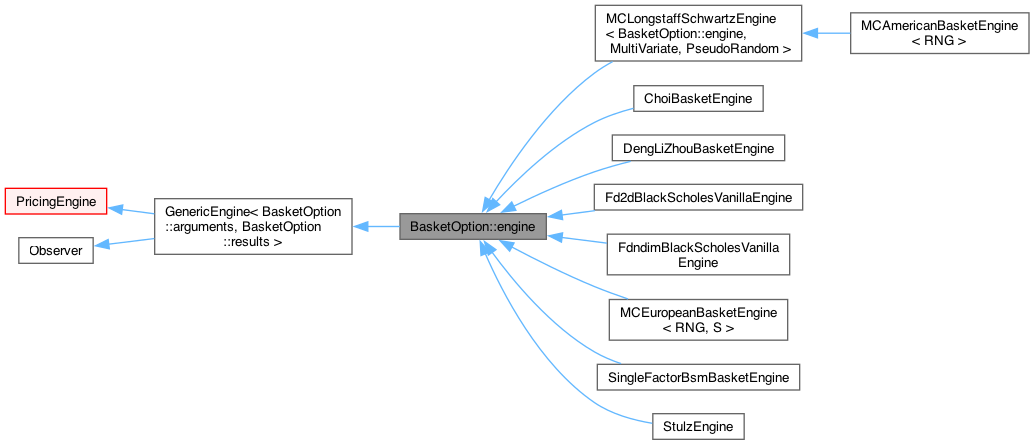 PricingEngine
Observer
GenericEngine< BasketOption
::arguments, BasketOption
::results >
BasketOption::engine
MCLongstaffSchwartzEngine
< BasketOption::engine,
MultiVariate, PseudoRandom >
MCAmericanBasketEngine
< RNG >
ChoiBasketEngine
DengLiZhouBasketEngine
Fd2dBlackScholesVanillaEngine
FdndimBlackScholesVanilla
Engine
MCEuropeanBasketEngine
< RNG, S >
SingleFactorBsmBasketEngine
StulzEngine